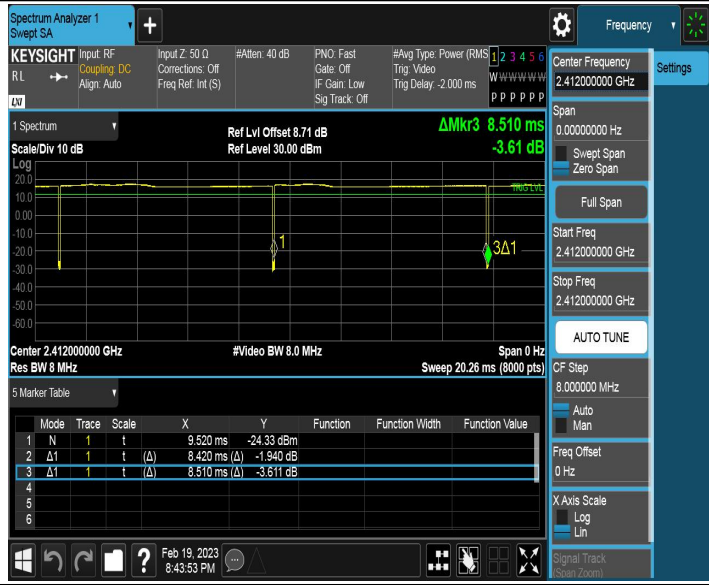 Spectrum Analyzer 1
Swept SA
+
Frequency
KEYSIGHT
RL
LXI
Input: RF
Coupling: DC
Align: Auto
Input Z: 50 Ω
Corrections: Off
Freq Ref: Int (S)
#Atten: 40 dB
PNO: Fast
Gate: Off
IF Gain: Low
Sig Track: Off
#Avg Type: Power (RMS
Trig: Video
Trig Delay: -2.000 ms
1 2 3 4 5 6
W W W W W W
P P P P P P
1 Spectrum
Scale/Div 10 dB
Ref Lvl Offset 8.71 dB
Ref Level 30.00 dBm
ΔMkr3 8.510 ms
-3.61 dB
Log
20.0
10.0
0.00
-10.0
-20.0
-30.0
-40.0
-50.0
-60.0
TRIG LVL
1
3Δ1
Center 2.412000000 GHz
#Video BW 8.0 MHz
Span 0 Hz
Res BW 8 MHz
Sweep 20.26 ms (8000 pts)
5 Marker Table
Mode Trace Scale X Y Function Function Width Function Value
1 N 1 t 9.520 ms -24.33 dBm
2 Δ1 1 t (Δ) 8.420 ms (Δ) -1.940 dB
3 Δ1 1 t (Δ) 8.510 ms (Δ) -3.611 dB
4
5
6
?
Feb 19, 2023
8:43:53 PM
Center Frequency
2.412000000 GHz
Span
0.00000000 Hz
Swept Span
Zero Span
Full Span
Start Freq
2.412000000 GHz
Stop Freq
2.412000000 GHz
AUTO TUNE
CF Step
8.000000 MHz
Auto
Man
Freq Offset
0 Hz
X Axis Scale
Log
Lin
Signal Track
(Span Zoom)
Settings